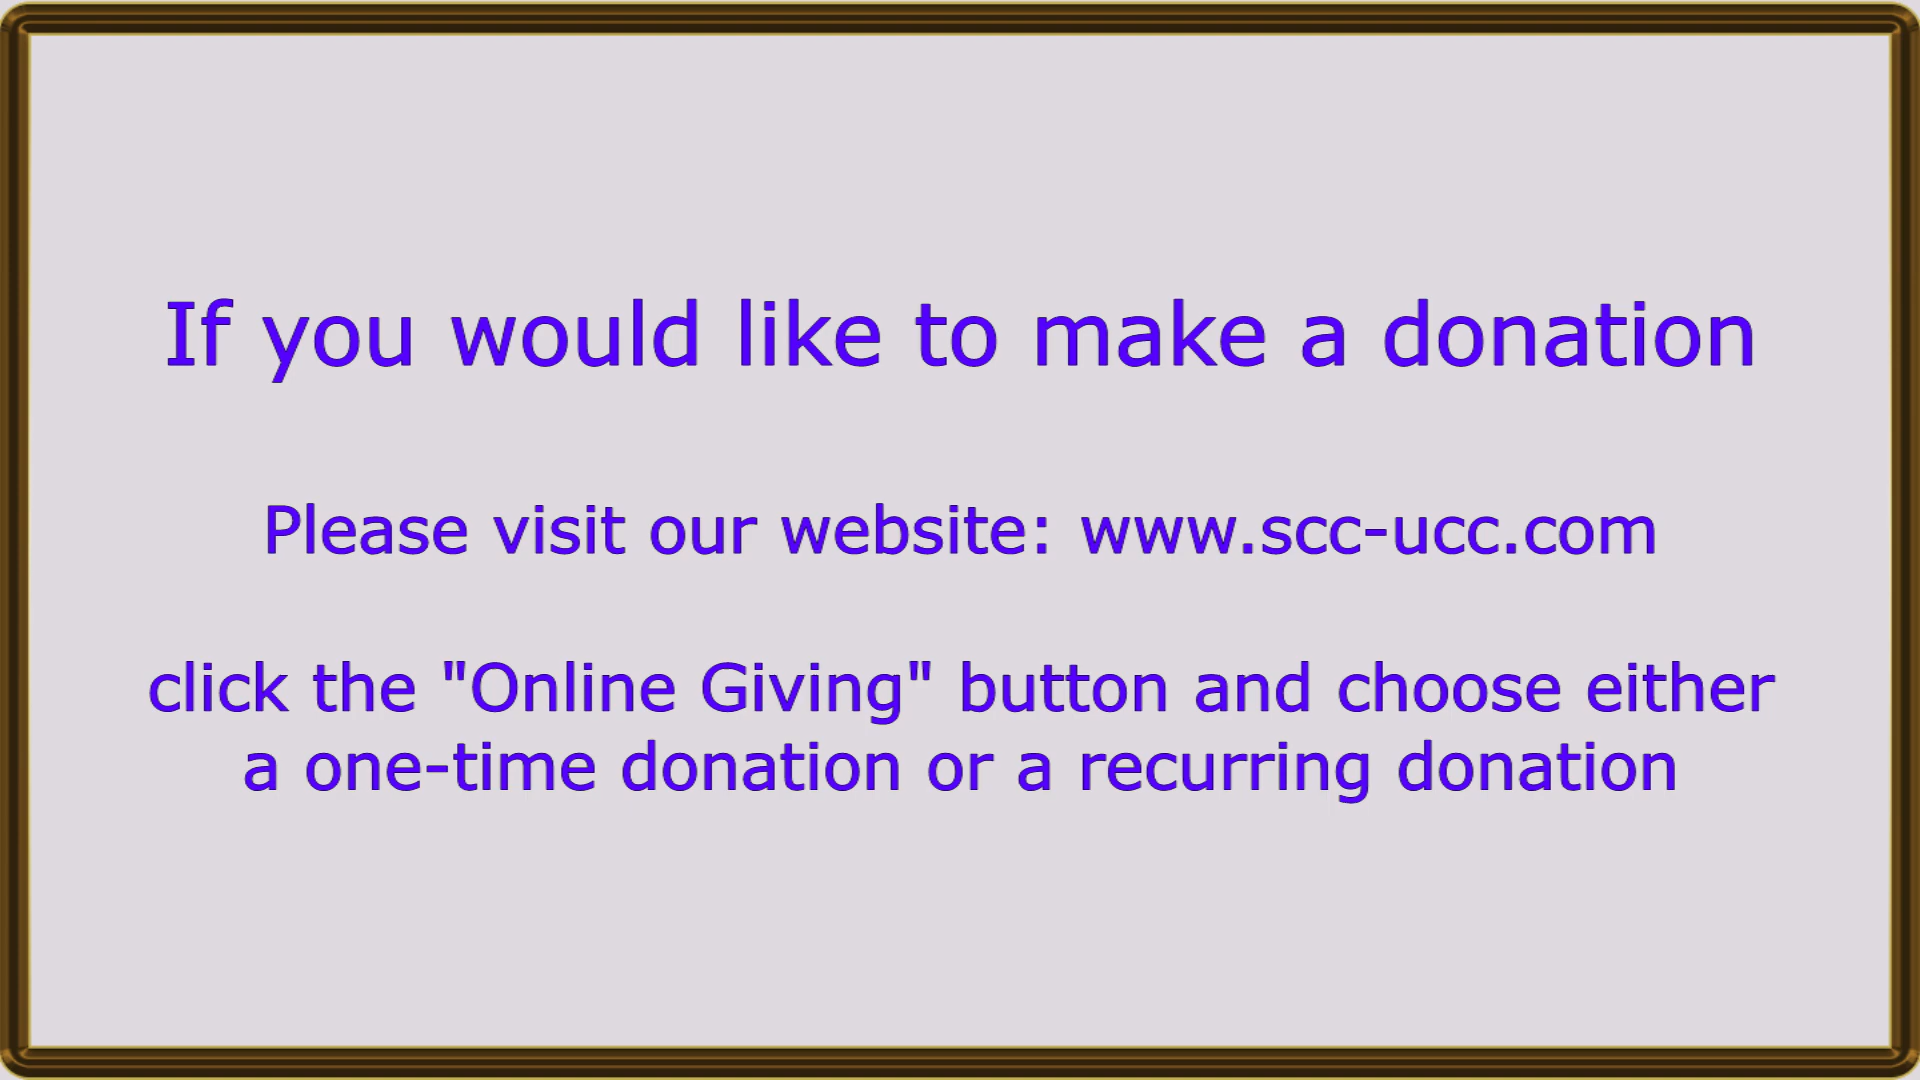 If you would like to make a donation
Please visit our website: www.scc-ucc.com
click the "Online Giving" button and choose either
a one-time donation or a recurring donation